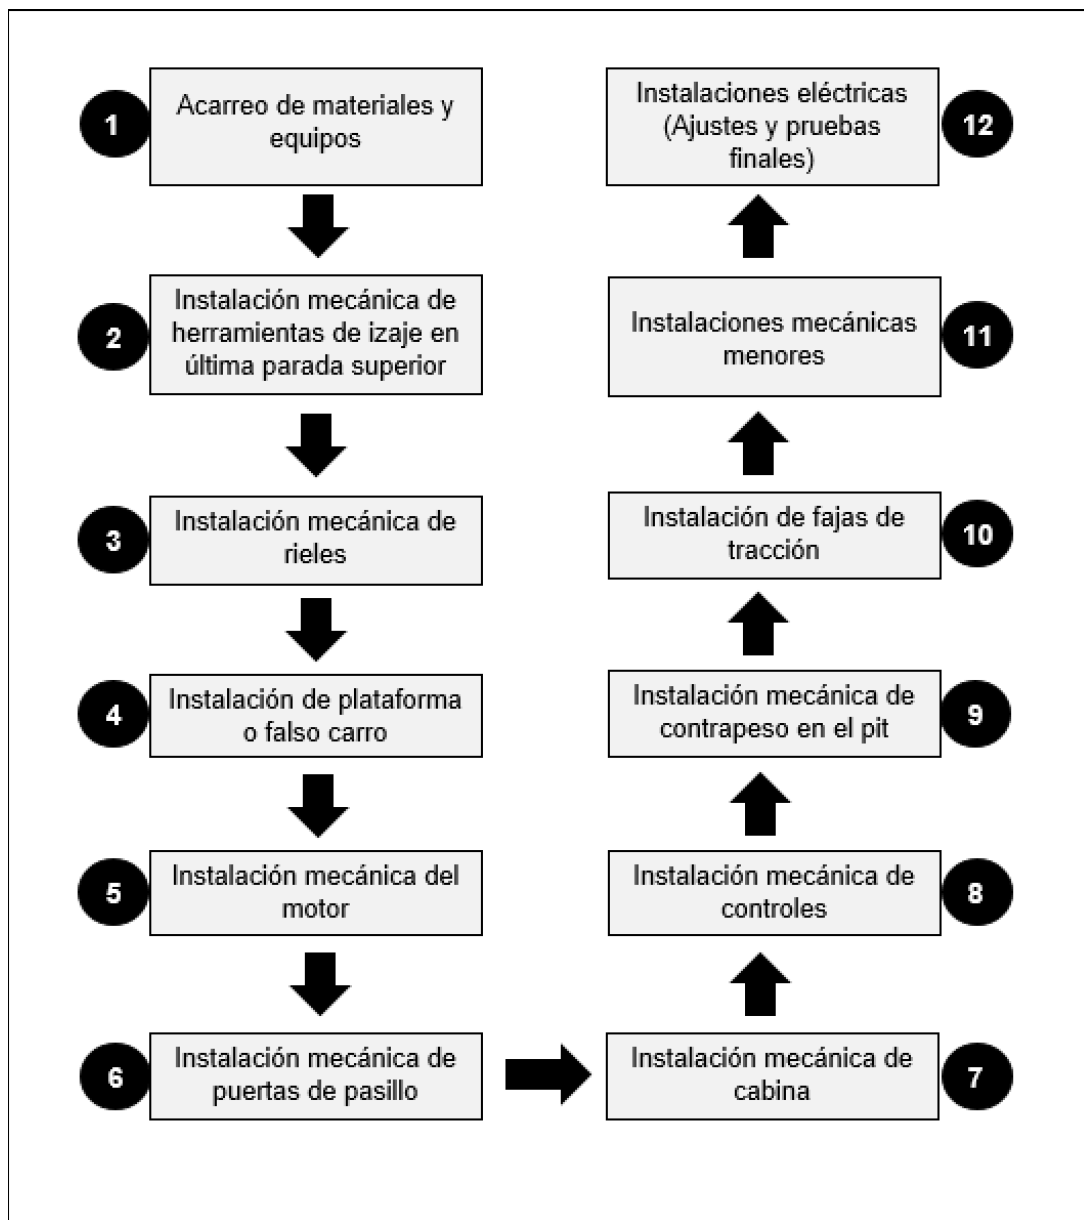 1
Acarreo de materiales y
equipos
2
Instalación mecánica de
herramientas de izaje en
última parada superior
3
Instalación mecánica de
rieles
4
Instalación de plataforma
o falso carro
5
Instalación mecánica del
motor
6
Instalación mecánica de
puertas de pasillo
Instalación mecánica de
cabina
7
Instalación mecánica de
controles
8
Instalación mecánica de
contrapeso en el pit
9
Instalación de fajas de
tracción
10
Instalaciones mecánicas
menores
11
Instalaciones eléctricas
(Ajustes y pruebas
finales)
12